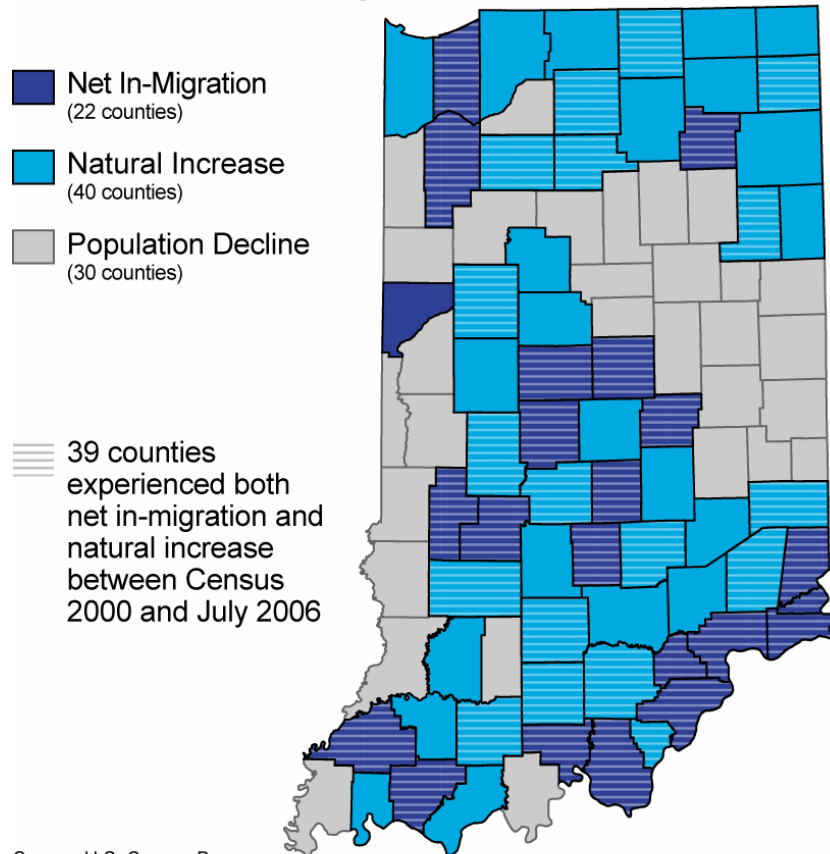 Net In-Migration
(22 counties)
Natural Increase
(40 counties)
Population Decline
(30 counties)
39 counties
experienced both
net in-migration and
natural increase
between Census
2000 and July 2006